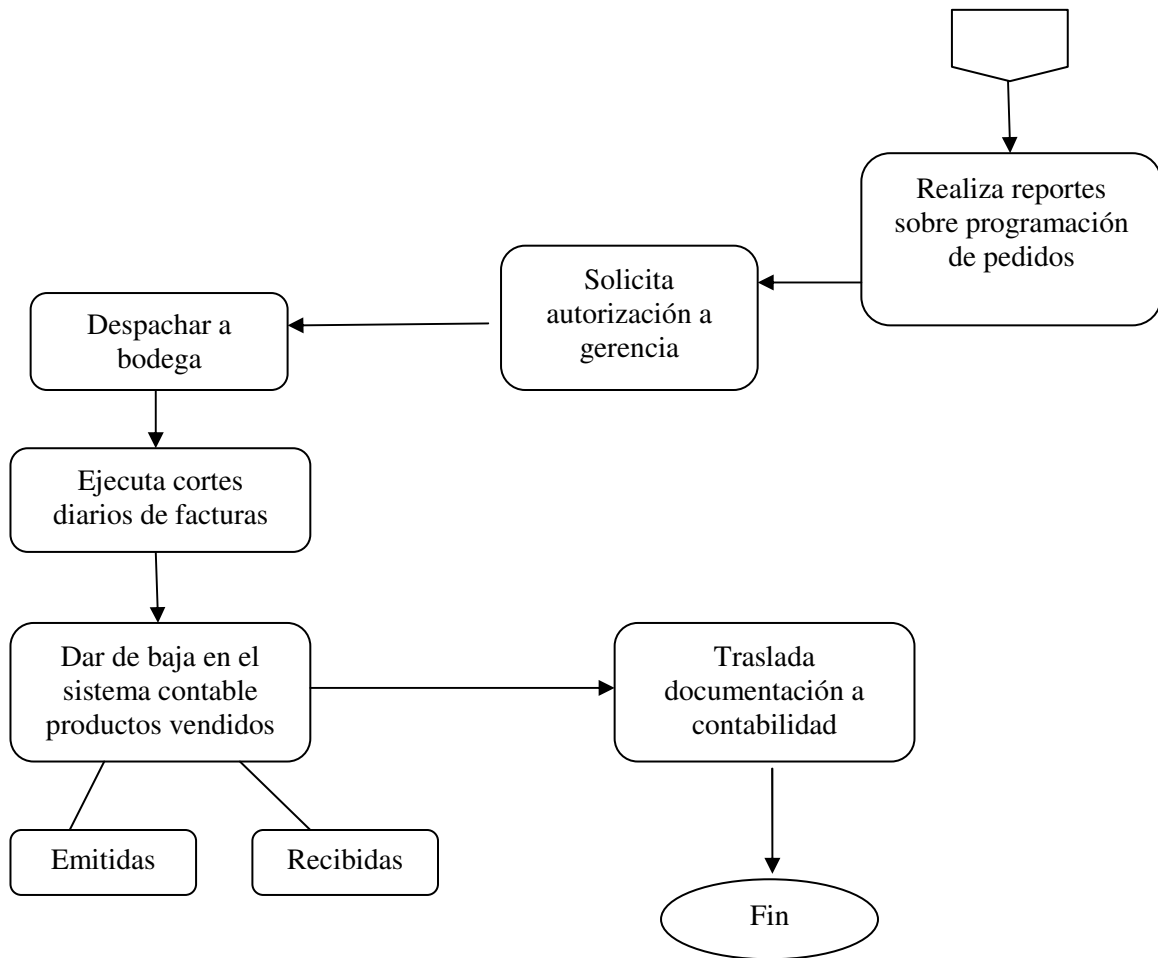 Realiza reportes
sobre programación
de pedidos
Solicita
autorización a
gerencia
Despachar a
bodega
Ejecuta cortes
diarios de facturas
Dar de baja en el
sistema contable
productos vendidos
Traslada
documentación a
contabilidad
Emitidas
Recibidas
Fin